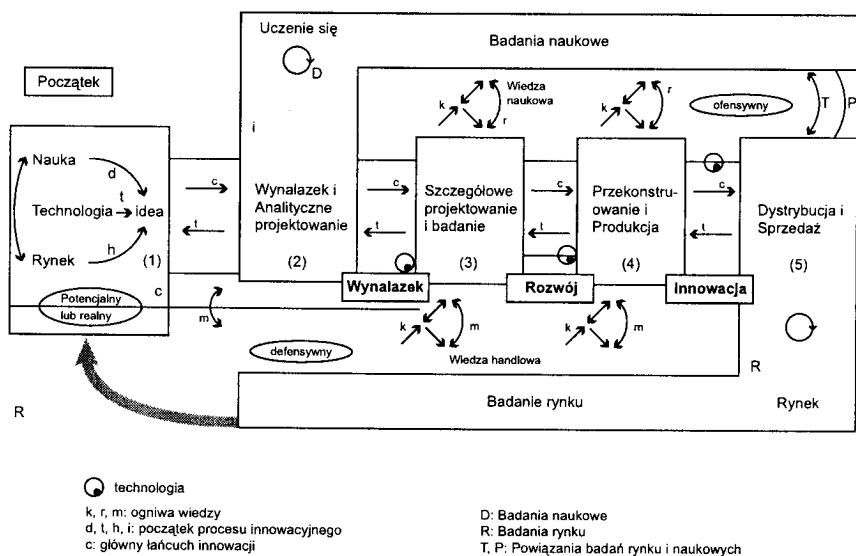 Uczenie się
D
Badania naukowe
Początek
k
Wiedza
naukowa
r
k
r
ofensywny
T
P
i
Nauka
d
Technologia
t
idea
Rynek
h
(1)
c
t
Wynalazek i
Analityczne
projektowanie
(2)
c
t
Szczegółowe
projektowanie
i badanie
(3)
c
t
Przekonstru-
owanie i
Produkcja
(4)
c
t
Dystrybucja i
Sprzedaż
(5)
Wynalazek
Rozwój
Innowacja
Potencjalny
lub realny
c
m
k
m
k
m
Wiedza handlowa
defensywny
R
Badanie rynku
Rynek
R
technologia
k, r, m: ogniwa wiedzy
d, t, h, i: początek procesu innowacyjnego
c: główny łańcuch innowacji
D: Badania naukowe
R: Badania rynku
T, P: Powiązania badań rynku i naukowych